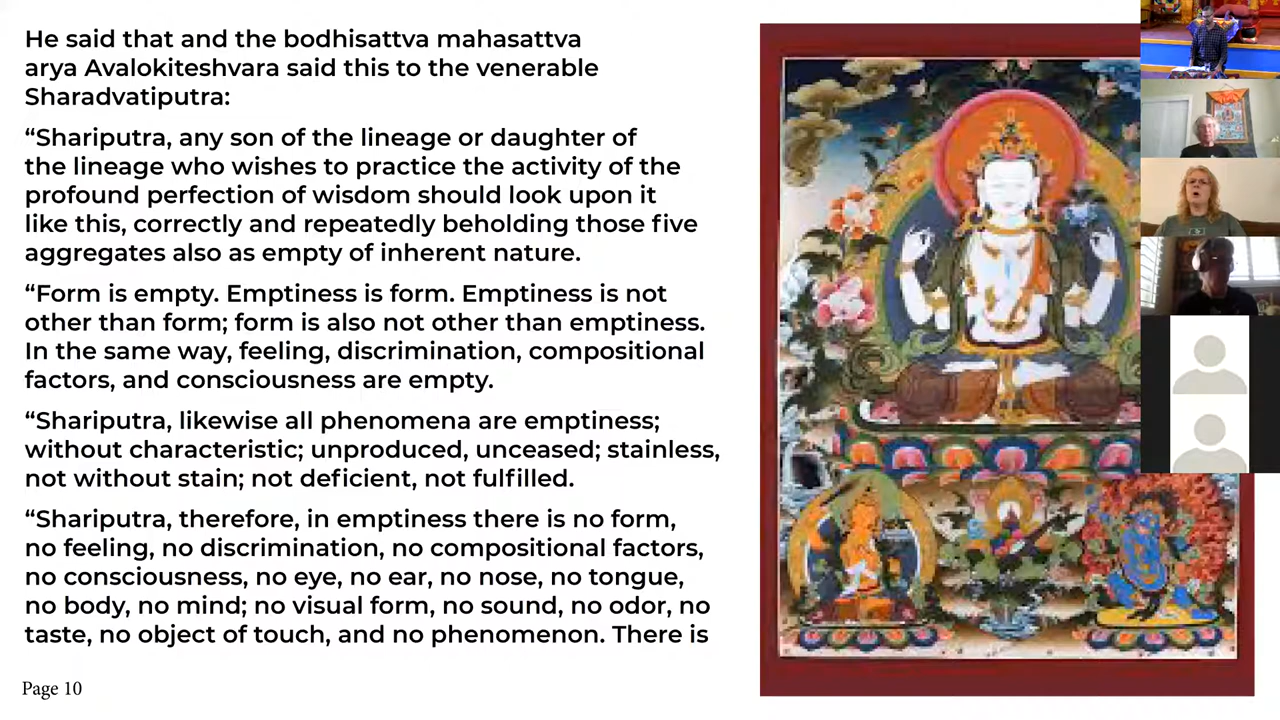 He said that and the bodhisattva mahasattva
arya Avalokiteshvara said this to the venerable
Sharadvatiputra:
“Shariputra, any son of the lineage or daughter of
the lineage who wishes to practice the activity of the
profound perfection of wisdom should look upon it
like this, correctly and repeatedly beholding those five
aggregates also as empty of inherent nature.
“Form is empty. Emptiness is form. Emptiness is not
other than form; form is also not other than emptiness.
In the same way, feeling, discrimination, compositional
factors, and consciousness are empty.
“Shariputra, likewise all phenomena are emptiness;
without characteristic; unproduced, unceased; stainless,
not without stain; not deficient, not fulfilled.
“Shariputra, therefore, in emptiness there is no form,
no feeling, no discrimination, no compositional factors,
no consciousness, no eye, no ear, no nose, no tongue,
no body, no mind; no visual form, no sound, no odor, no
taste, no object of touch, and no phenomenon. There is
Page 10